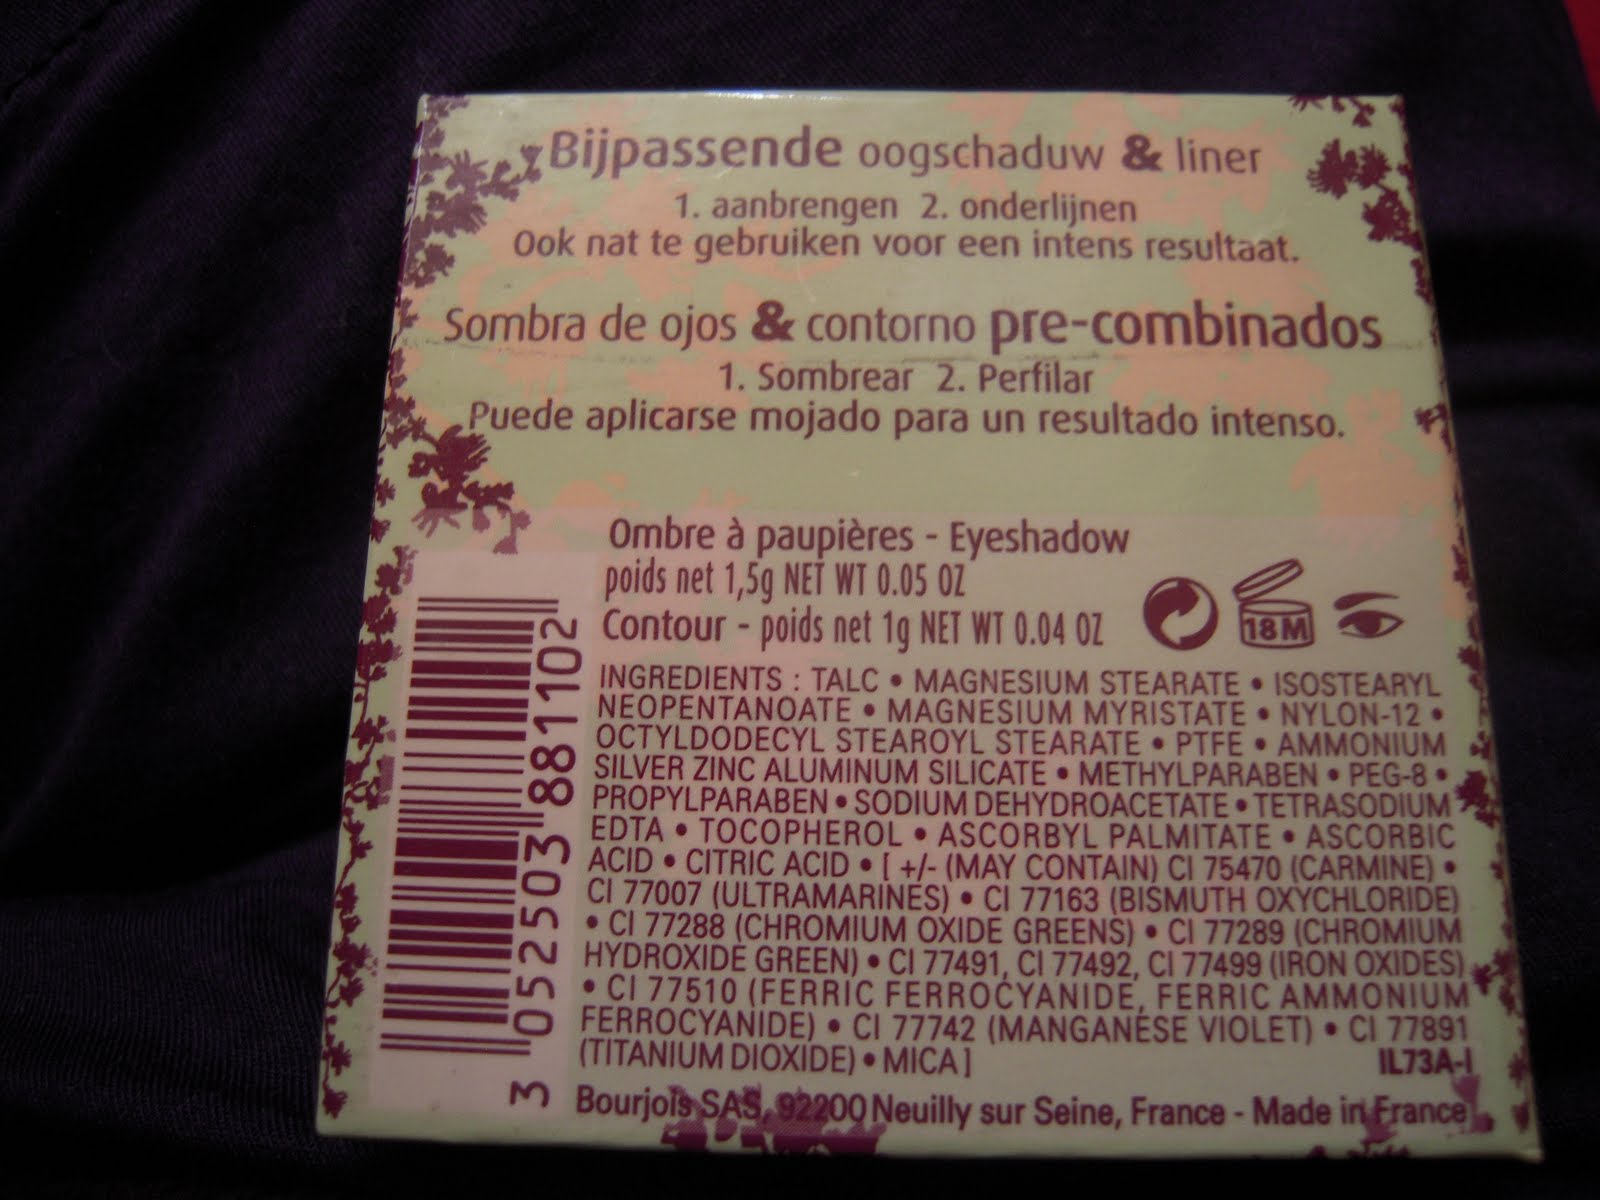 Bijpassende oogschaduw & liner
1. aanbrengen 2. onderlijnen
Ook nat te gebruiken voor een intens resultaat.
Sombra de ojos & contorno pre-combinados
1. Sombrear 2. Perfilar
Puede aplicarse mojado para un resultado intenso.
Ombre à paupières - Eyeshadow
poids net 1,5g NET WT 0.05 OZ
Contour - poids net 1g NET WT 0.04 OZ
18 M
INGREDIENTS : TALC • MAGNESIUM STEARATE • ISOSTEARYL
NEOPENTANOATE • MAGNESIUM MYRISTATE • NYLON-12 •
OCTYLDODECYL STEAROYL STEARATE • PTFE • AMMONIUM
SILVER ZINC ALUMINUM SILICATE • METHYLPARABEN • PEG-8 •
PROPYLPARABEN • SODIUM DEHYDROACETATE • TETRASODIUM
EDTA • TOCOPHEROL • ASCORBYL PALMITATE • ASCORBIC
ACID • CITRIC ACID • [ +/- (MAY CONTAIN) CI 75470 (CARMINE) •
CI 77007 (ULTRAMARINES) • CI 77163 (BISMUTH OXYCHLORIDE)
• CI 77288 (CHROMIUM OXIDE GREENS) • CI 77289 (CHROMIUM
HYDROXIDE GREEN) • CI 77491, CI 77492, CI 77499 (IRON OXIDES)
• CI 77510 (FERRIC FERROCYANIDE, FERRIC AMMONIUM
FERROCYANIDE) • CI 77742 (MANGANESE VIOLET) • CI 77891
(TITANIUM DIOXIDE) • MICA ]
IL73A-I
Bourjois SAS, 92200 Neuilly sur Seine, France - Made in France
3 052503 881102